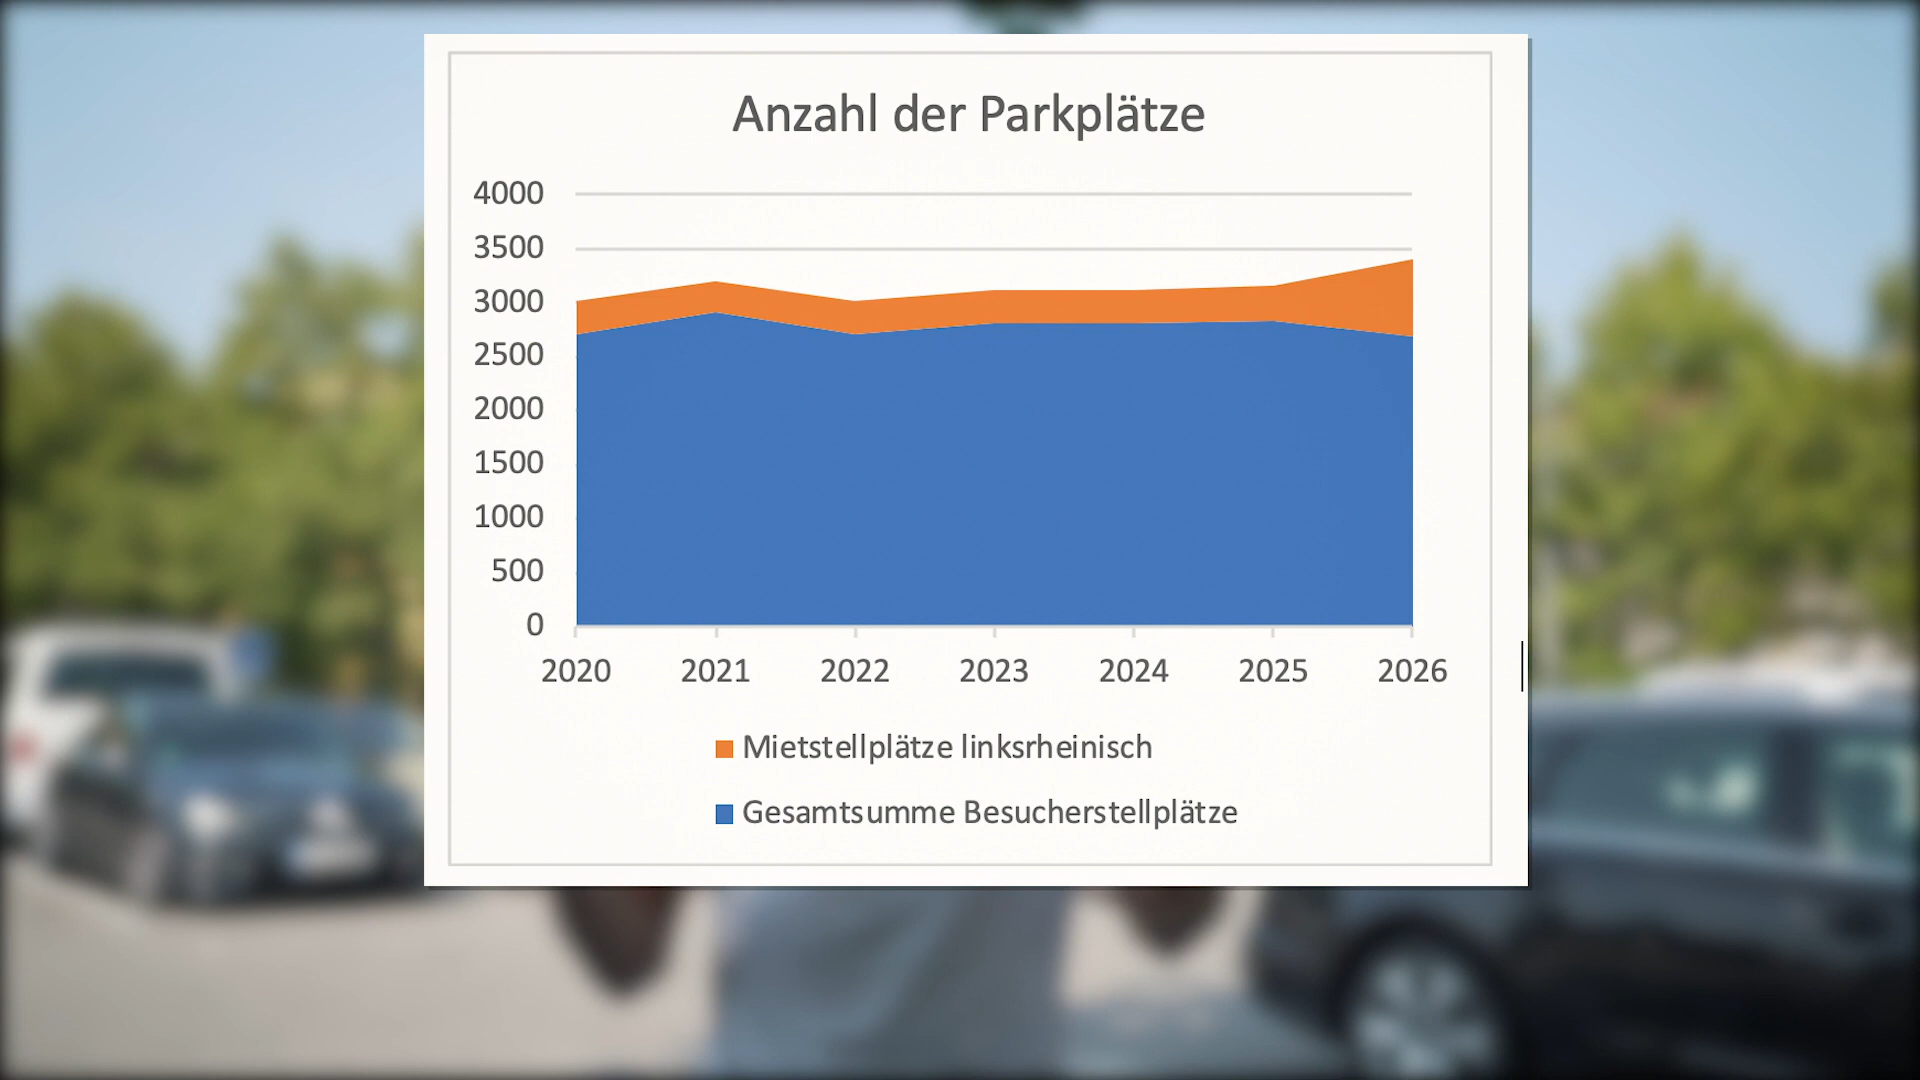 Anzahl der Parkplätze
4000
3500
3000
2500
2000
1500
1000
500
0
2020 2021 2022 2023 2024 2025 2026
Mietstellplätze linksrheinisch
Gesamtsumme Besucherstellplätze